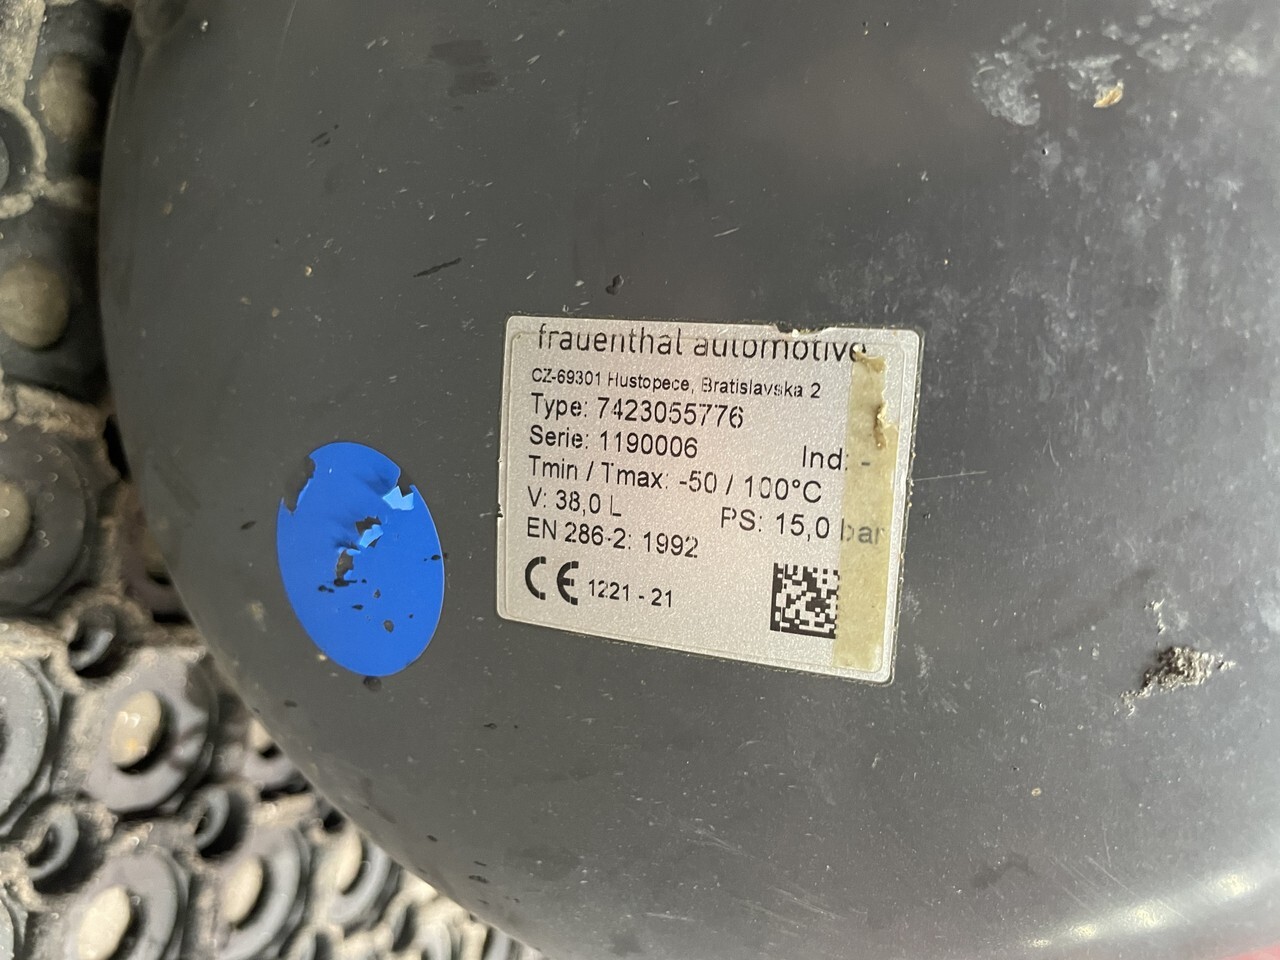 frauenthal automotive
CZ-69301 Hustopece, Bratislavska 2
Type: 7423055776
Serie: 1190006 Ind: -
Tmin / Tmax: -50 / 100°C
V: 38,0 L PS: 15,0 bar
EN 286-2: 1992
CE 1221 - 21